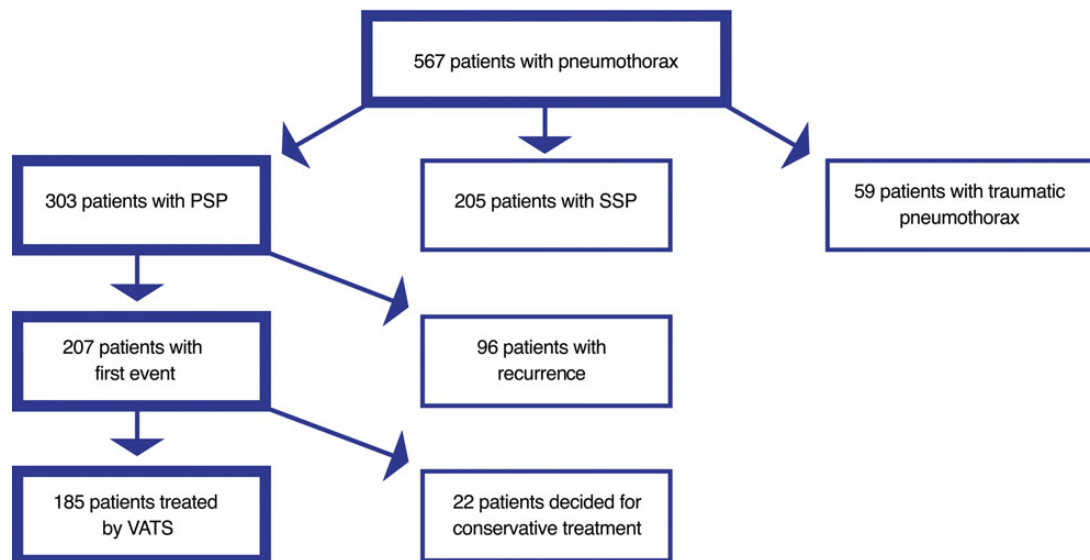 567 patients with pneumothorax
303 patients with PSP
205 patients with SSP
59 patients with traumatic
pneumothorax
207 patients with
first event
96 patients with
recurrence
185 patients treated
by VATS
22 patients decided for
conservative treatment